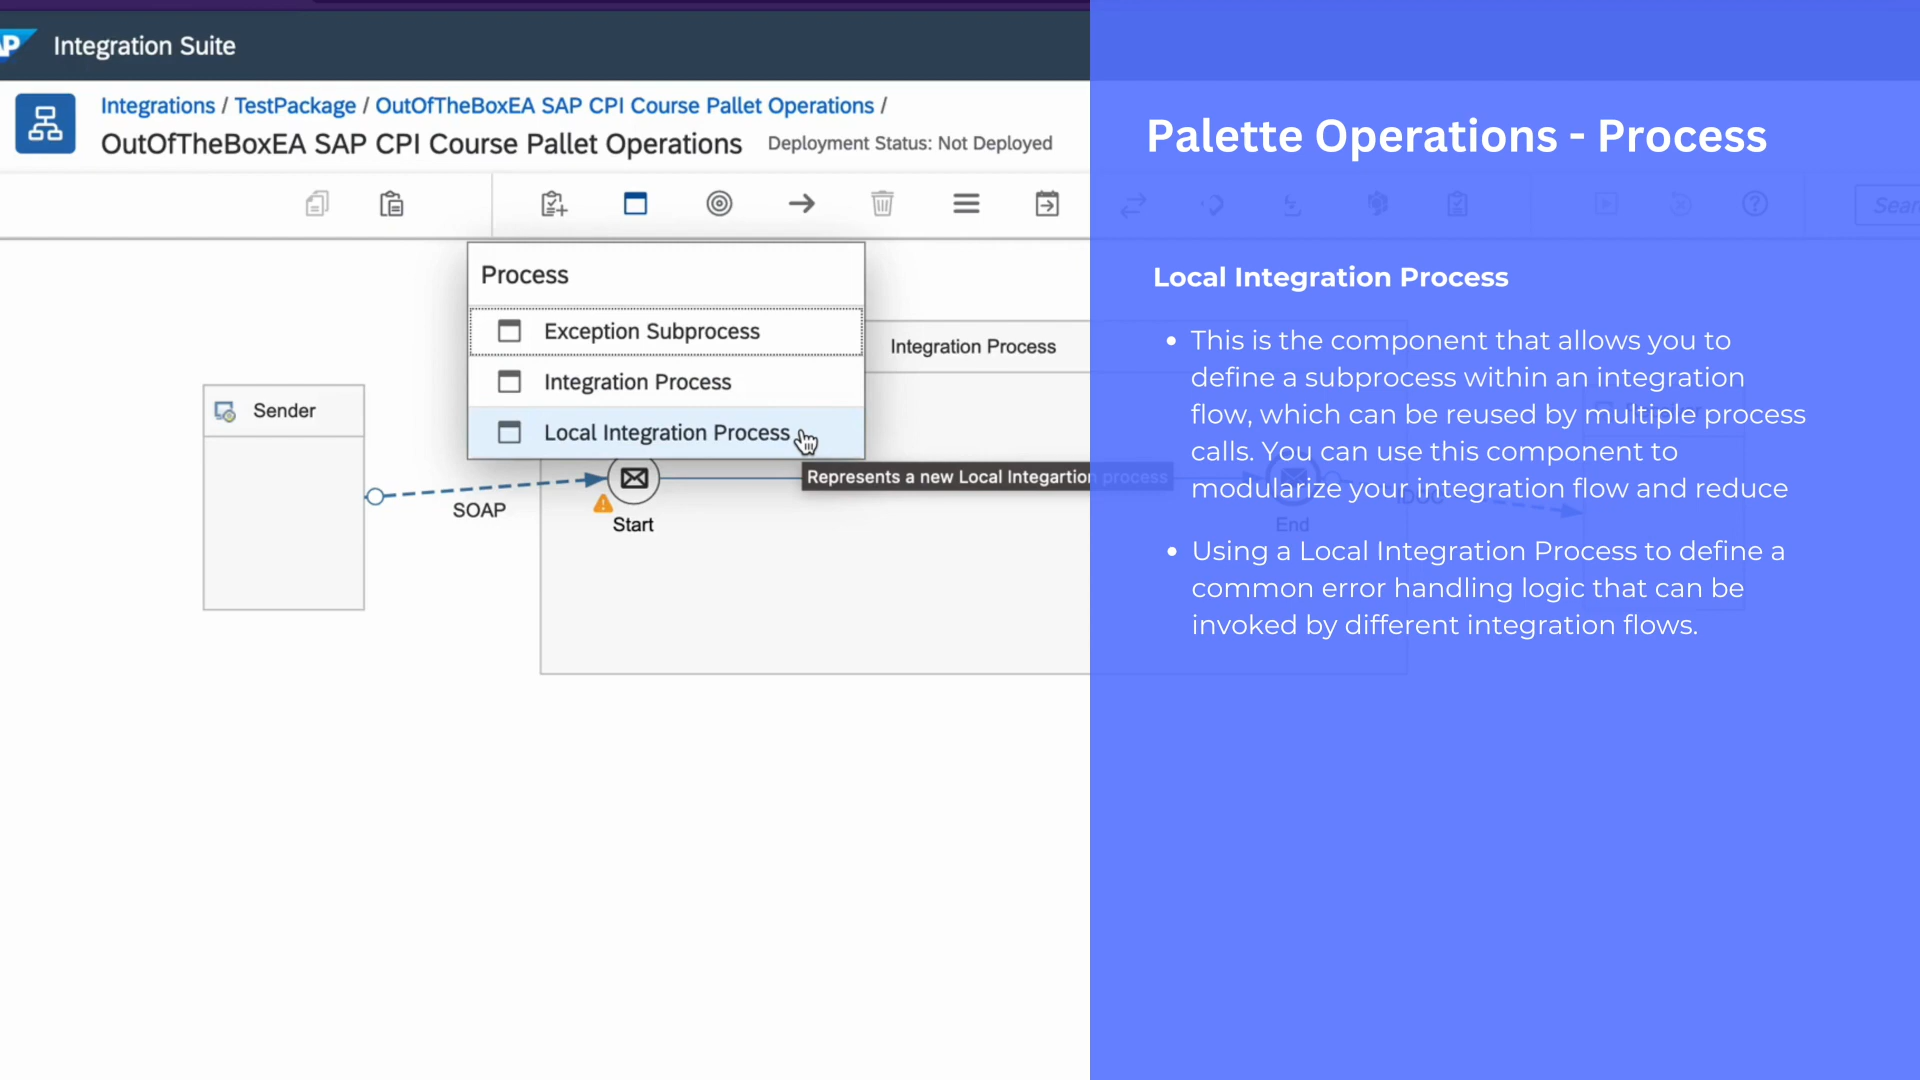 Integration Suite
Integrations / TestPackage / OutOfTheBoxEA SAP CPI Course Pallet Operations /
OutOfTheBoxEA SAP CPI Course Pallet Operations Deployment Status: Not Deployed
Palette Operations - Process
Process
Exception Subprocess
Integration Process
Local Integration Process
Integration Process
Sender
SOAP
Start
Represents a new Local Integartion process
End
Local Integration Process
• This is the component that allows you to
define a subprocess within an integration
flow, which can be reused by multiple process
calls. You can use this component to
modularize your integration flow and reduce
• Using a Local Integration Process to define a
common error handling logic that can be
invoked by different integration flows.